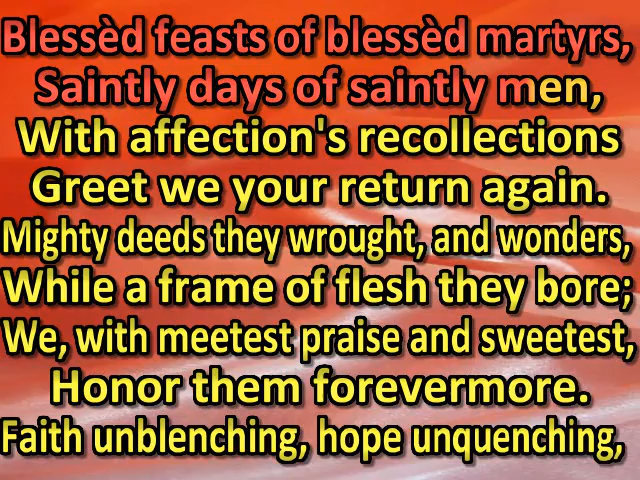 Blessèd feasts of blessèd martyrs,
Saintly days of saintly men,
With affection's recollections
Greet we your return again.
Mighty deeds they wrought, and wonders,
While a frame of flesh they bore;
We, with meetest praise and sweetest,
Honor them forevermore.
Faith unblenching, hope unquenching,